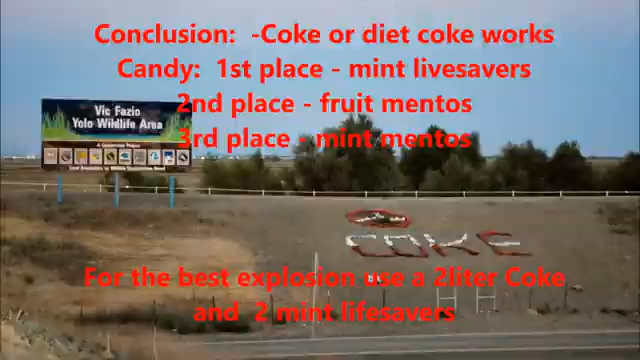 Conclusion:  -Coke or diet coke works
Candy:  1st place - mint livesavers
2nd place - fruit mentos
3rd place - mint mentos
Vic Fazio
Yolo Wildlife Area
COKE
For the best explosion use a 2liter Coke
and  2 mint lifesavers